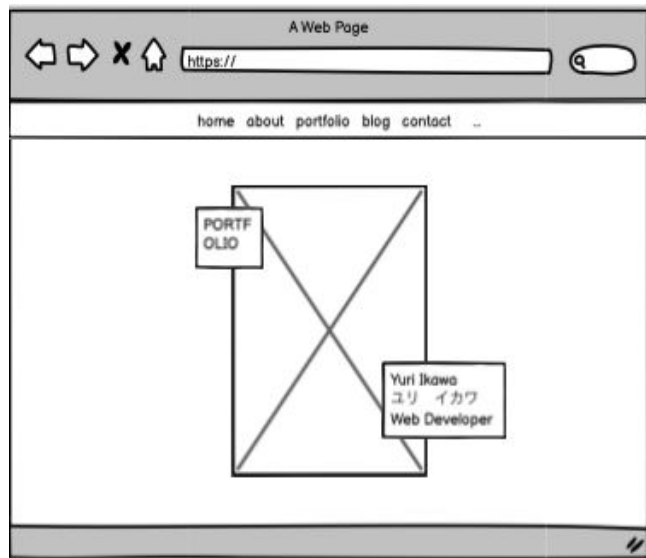 A Web Page
https://
home about portfolio blog contact ..
PORTF
OLIO
Yuri Ikawa
ユリ　イカワ
Web Developer